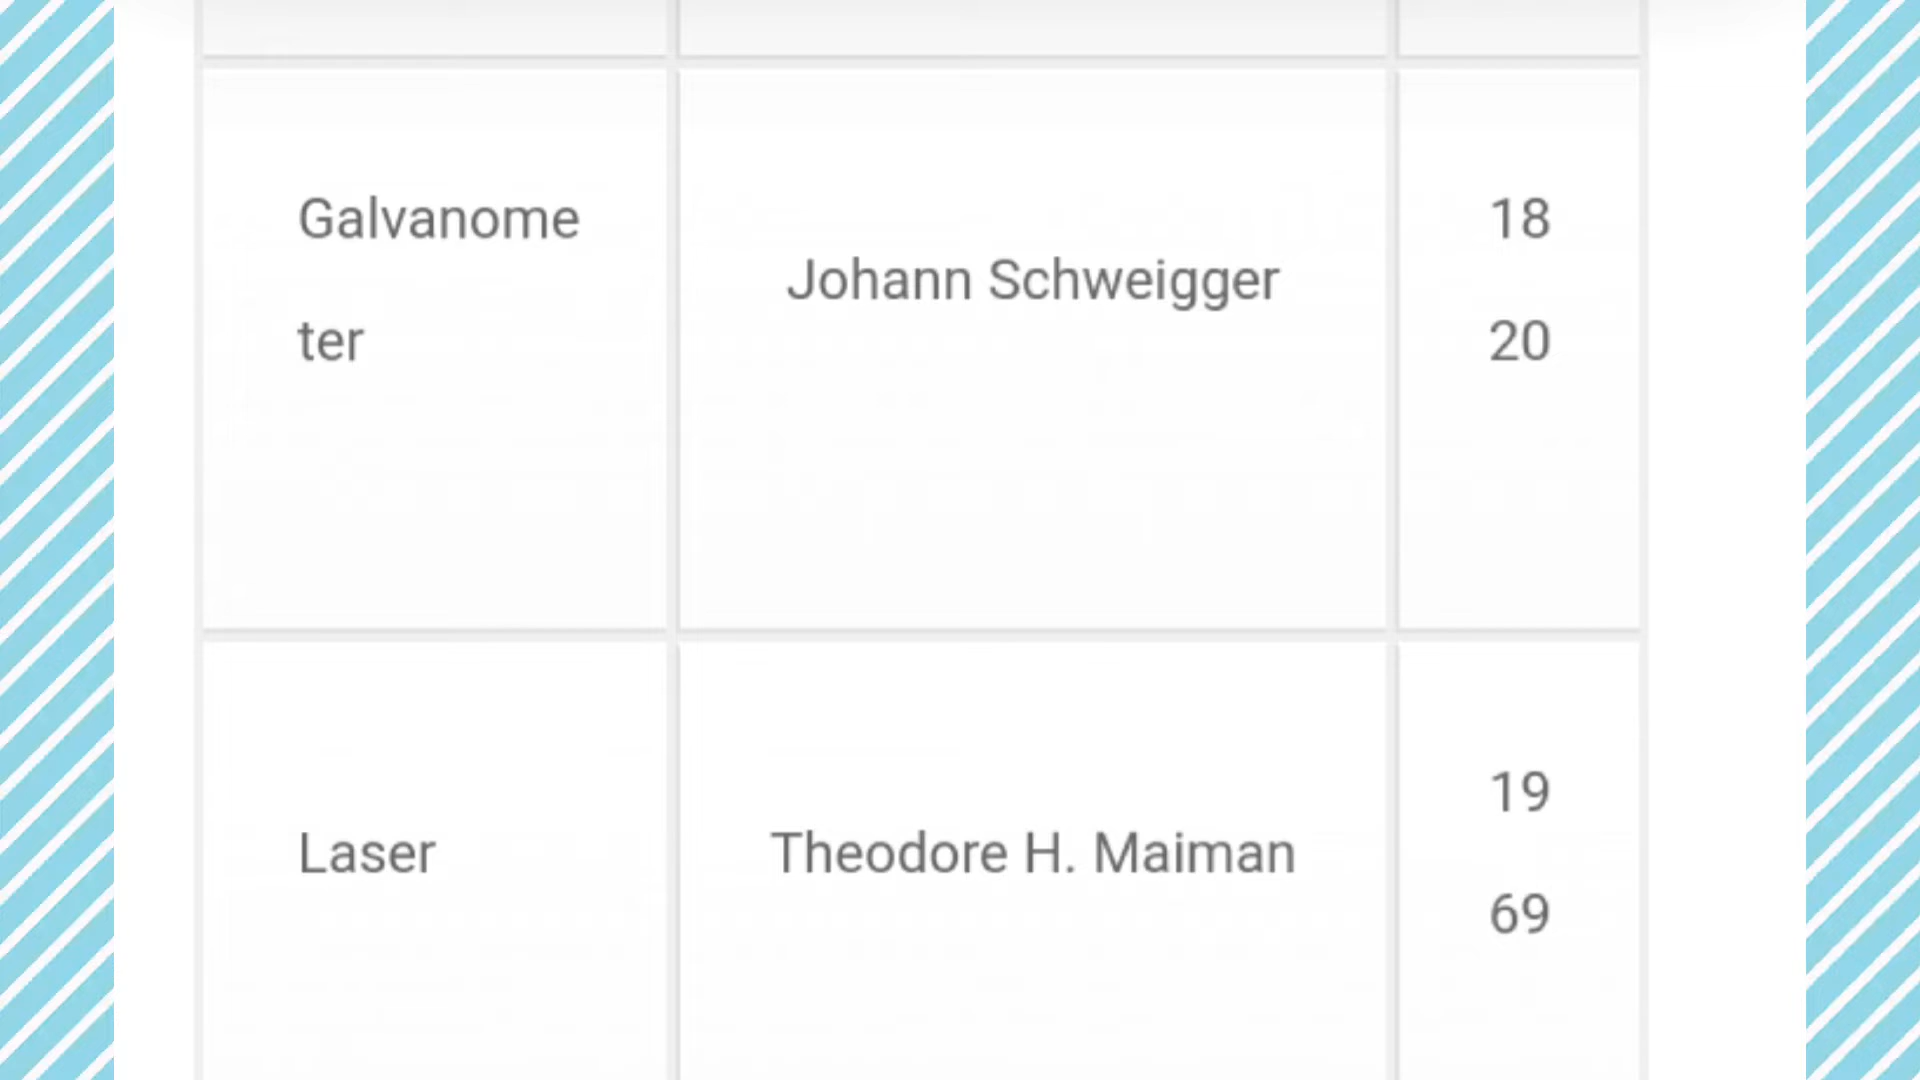 Galvanome
ter
Johann Schweigger
18
20
Laser
Theodore H. Maiman
19
69